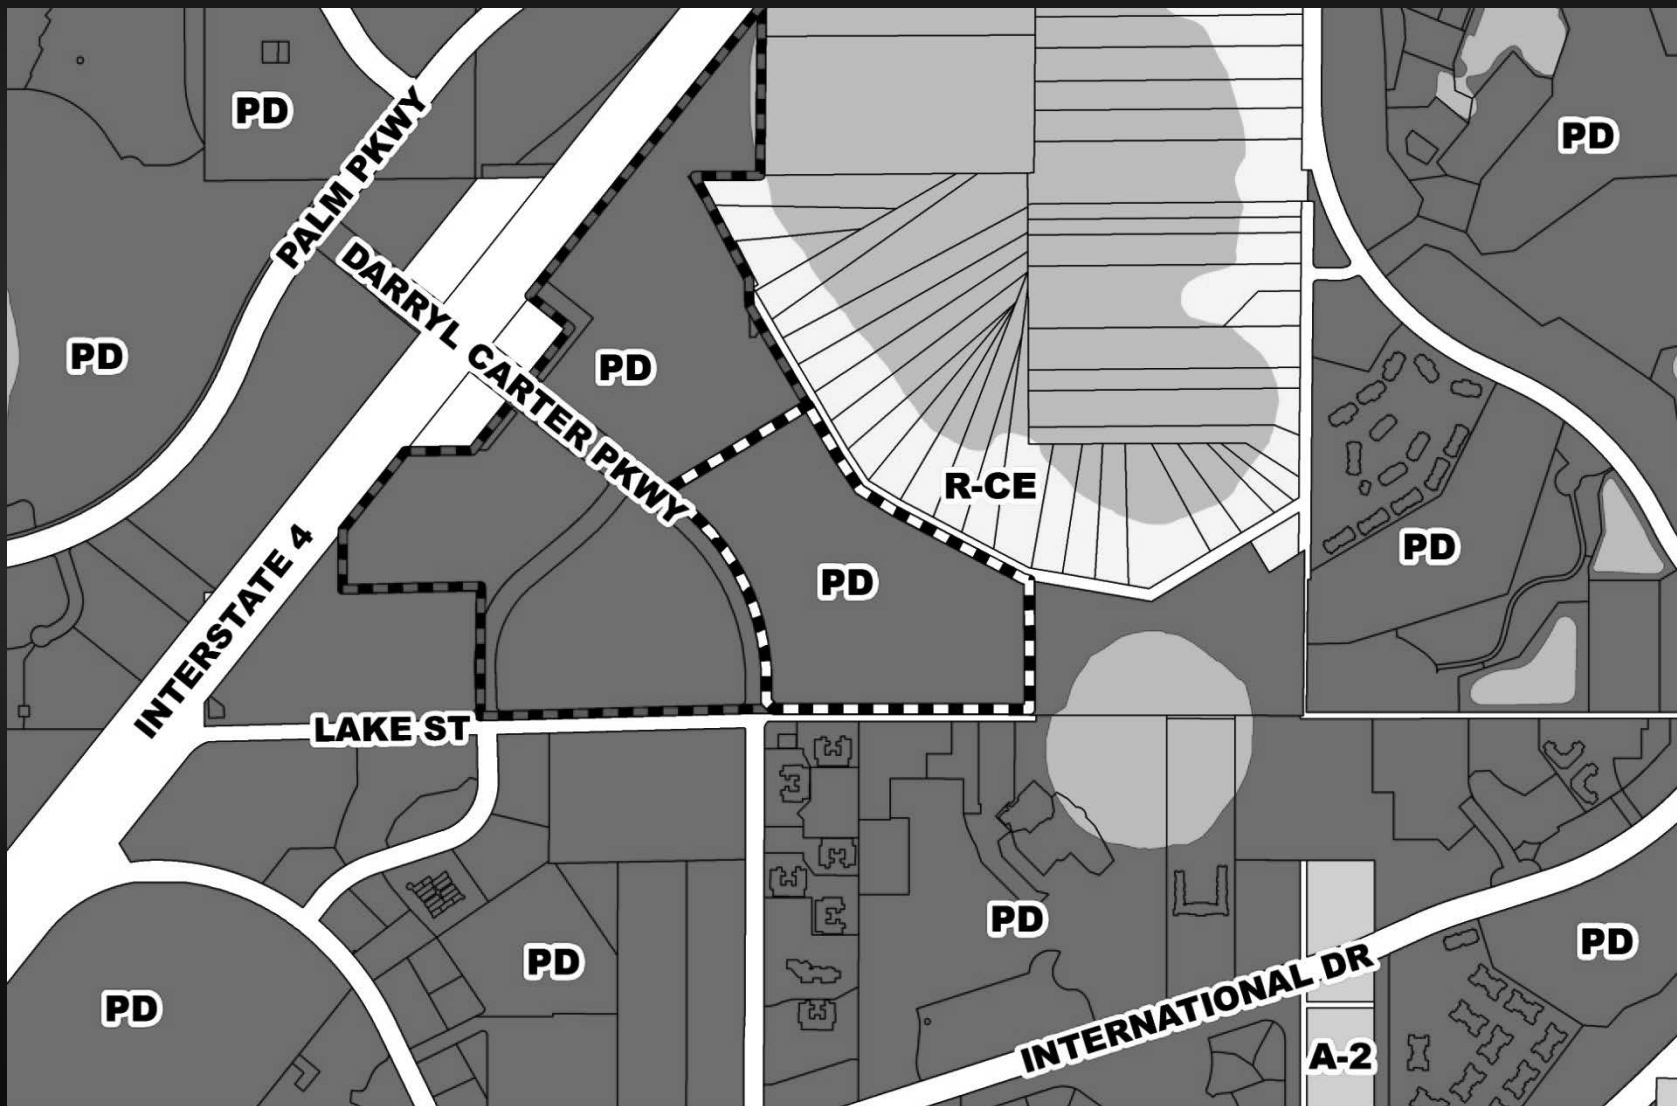 PD
PALM PKWY
PD
DARRYL CARTER PKWY
PD
PD
R-CE
PD
PD
INTERSTATE 4
LAKE ST
PD
PD
PD
PD
INTERNATIONAL DR
A-2